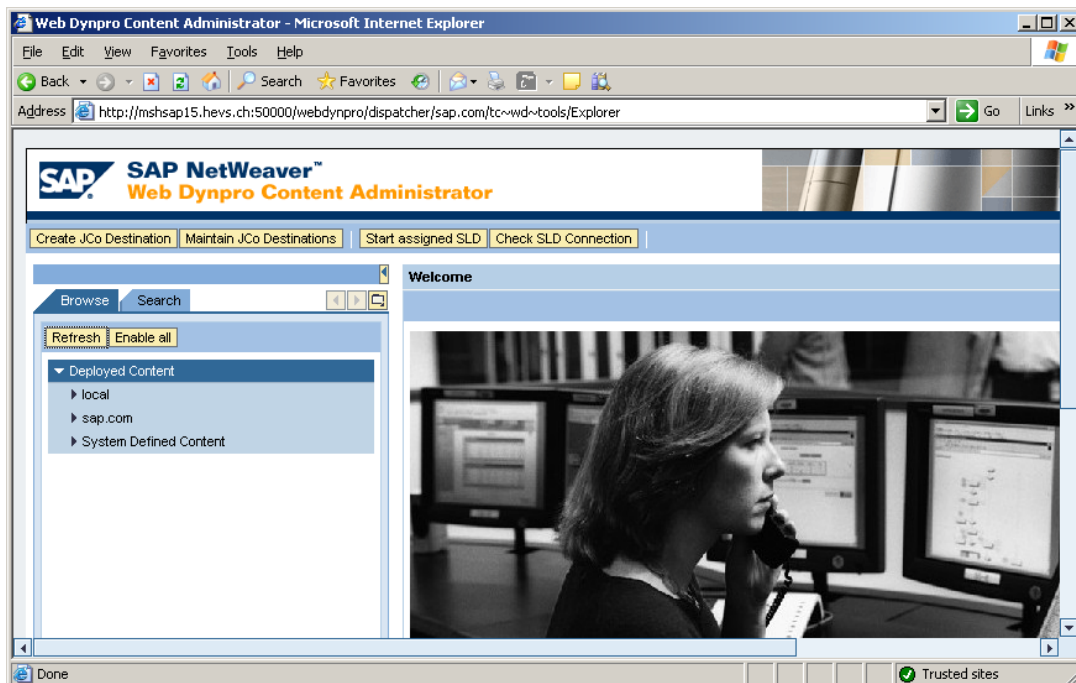 Web Dynpro Content Administrator - Microsoft Internet Explorer
File Edit View Favorites Tools Help
Back Search Favorites
Address http://mshsap15.hevs.ch:50000/webdynpro/dispatcher/sap.com/tc~wd~tools/Explorer Go Links »
SAP SAP NetWeaver™
Web Dynpro Content Administrator
Create JCo Destination Maintain JCo Destinations Start assigned SLD Check SLD Connection
Welcome
Browse Search
Refresh Enable all
Deployed Content
local
sap.com
System Defined Content
Done Trusted sites